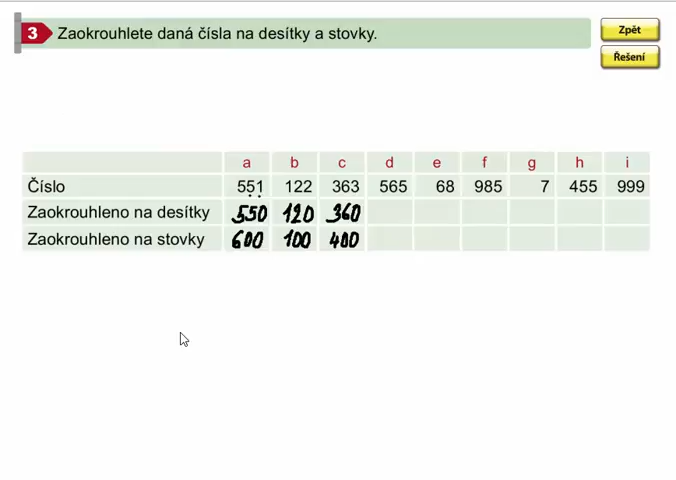 3 Zaokrouhlete daná čísla na desítky a stovky.
Zpět
Řešení
a b c d e f g h i
Číslo 551 122 363 565 68 985 7 455 999
Zaokrouhleno na desítky 550 120 360
Zaokrouhleno na stovky 600 100 400